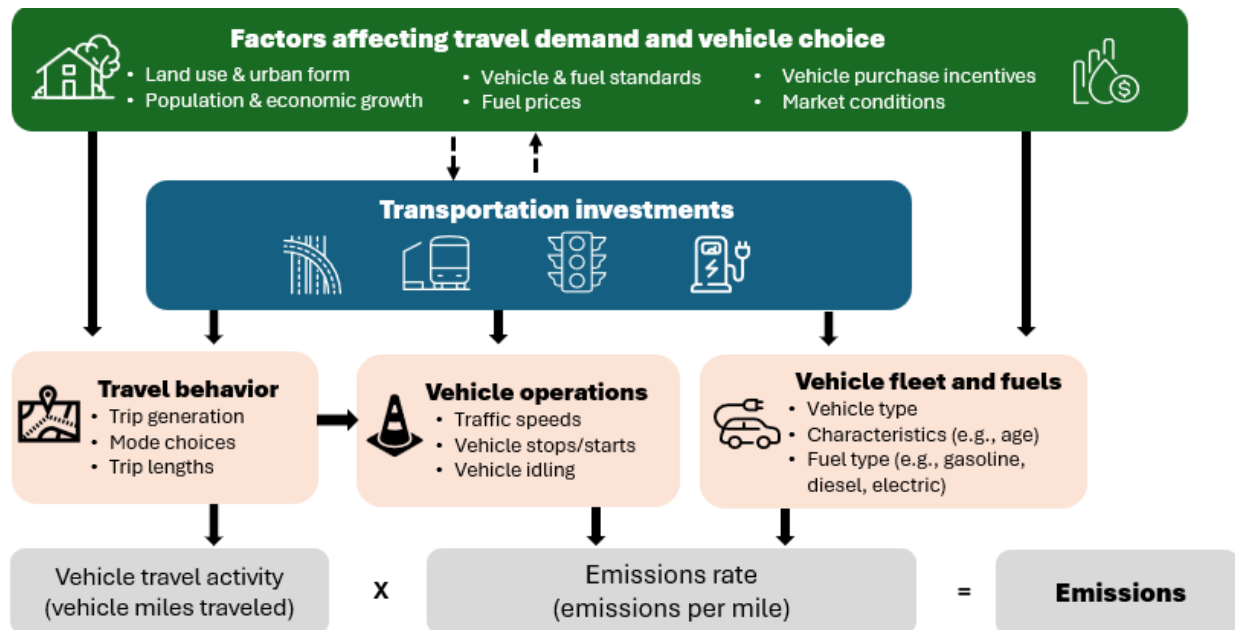 Factors affecting travel demand and vehicle choice
• Land use & urban form
• Population & economic growth
• Vehicle & fuel standards
• Fuel prices
• Vehicle purchase incentives
• Market conditions
$
Transportation investments
Travel behavior
• Trip generation
• Mode choices
• Trip lengths
Vehicle operations
• Traffic speeds
• Vehicle stops/starts
• Vehicle idling
Vehicle fleet and fuels
• Vehicle type
• Characteristics (e.g., age)
• Fuel type (e.g., gasoline,
diesel, electric)
Vehicle travel activity
(vehicle miles traveled)
X
Emissions rate
(emissions per mile)
=
Emissions